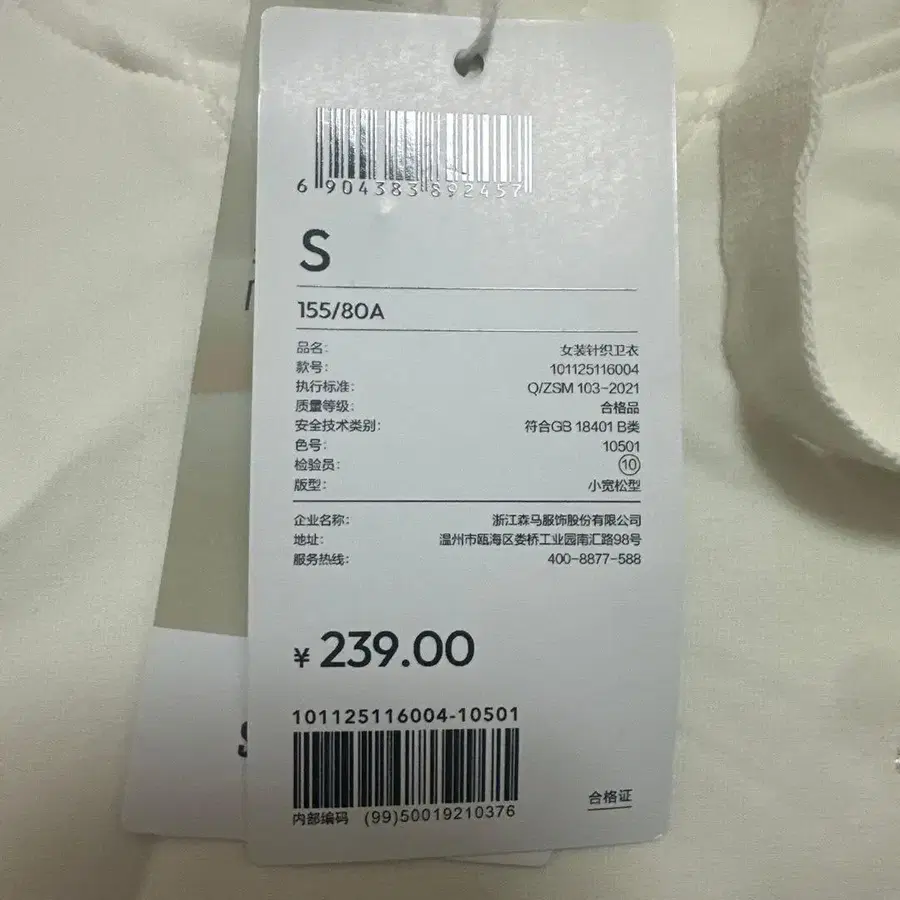 6 904383 892457
S
155/80A
品名: 女装针织卫衣
款号: 101125116004
执行标准: Q/ZSM 103-2021
质量等级: 合格品
安全技术类别: 符合GB 18401 B类
色号: 10501
检验员: ⑩
版型: 小宽松型
企业名称: 浙江森马服饰股份有限公司
地址: 温州市瓯海区娄桥工业园南汇路98号
服务热线: 400-8877-588
¥ 239.00
101125116004-10501
内部编码 (99)50019210376
合格证